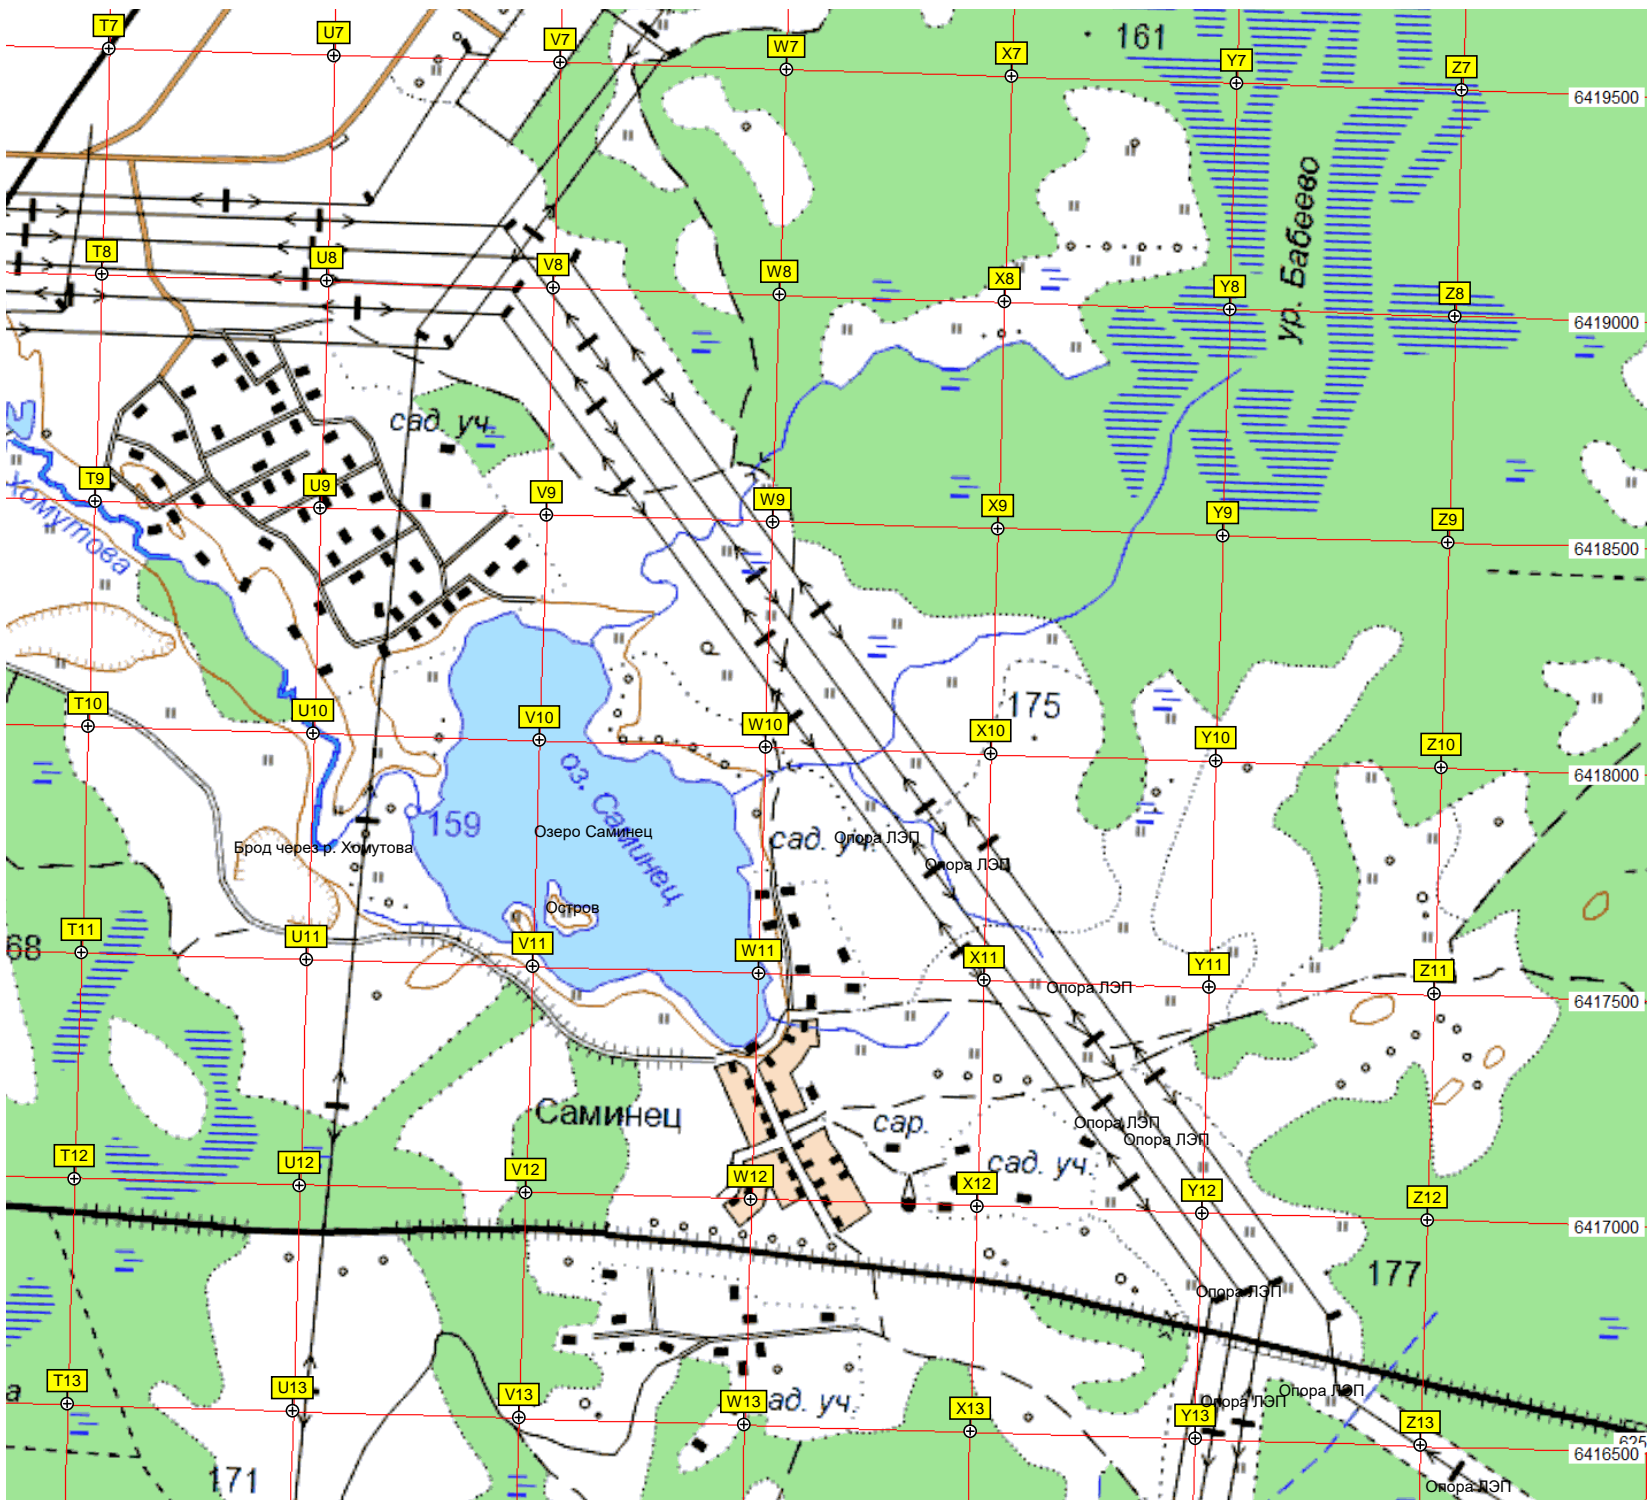 T7
U7
V7
W7
X7
161
Y7
Z7
6419500
ур. Бабеево
T8
U8
V8
W8
X8
Y8
Z8
6419000
сад. уч.
T9
U9
V9
W9
X9
Y9
Z9
6418500
Хомутова
T10
U10
V10
W10
X10
175
Y10
Z10
6418000
оз. Саминец
159
Озеро Саминец
Брод через р. Хомутова
сад. уч.
Опора ЛЭП
Опора ЛЭП
Остров
68
T11
U11
V11
W11
X11
Y11
Z11
Опора ЛЭП
6417500
Саминец
сар.
Опора ЛЭП
Опора ЛЭП
сад. уч.
T12
U12
V12
W12
X12
Y12
Z12
6417000
177
Опора ЛЭП
а
T13
U13
V13
W13
ад. уч.
X13
Y13
Опора ЛЭП
Опора ЛЭП
Z13
625
6416500
171
Опора ЛЭП